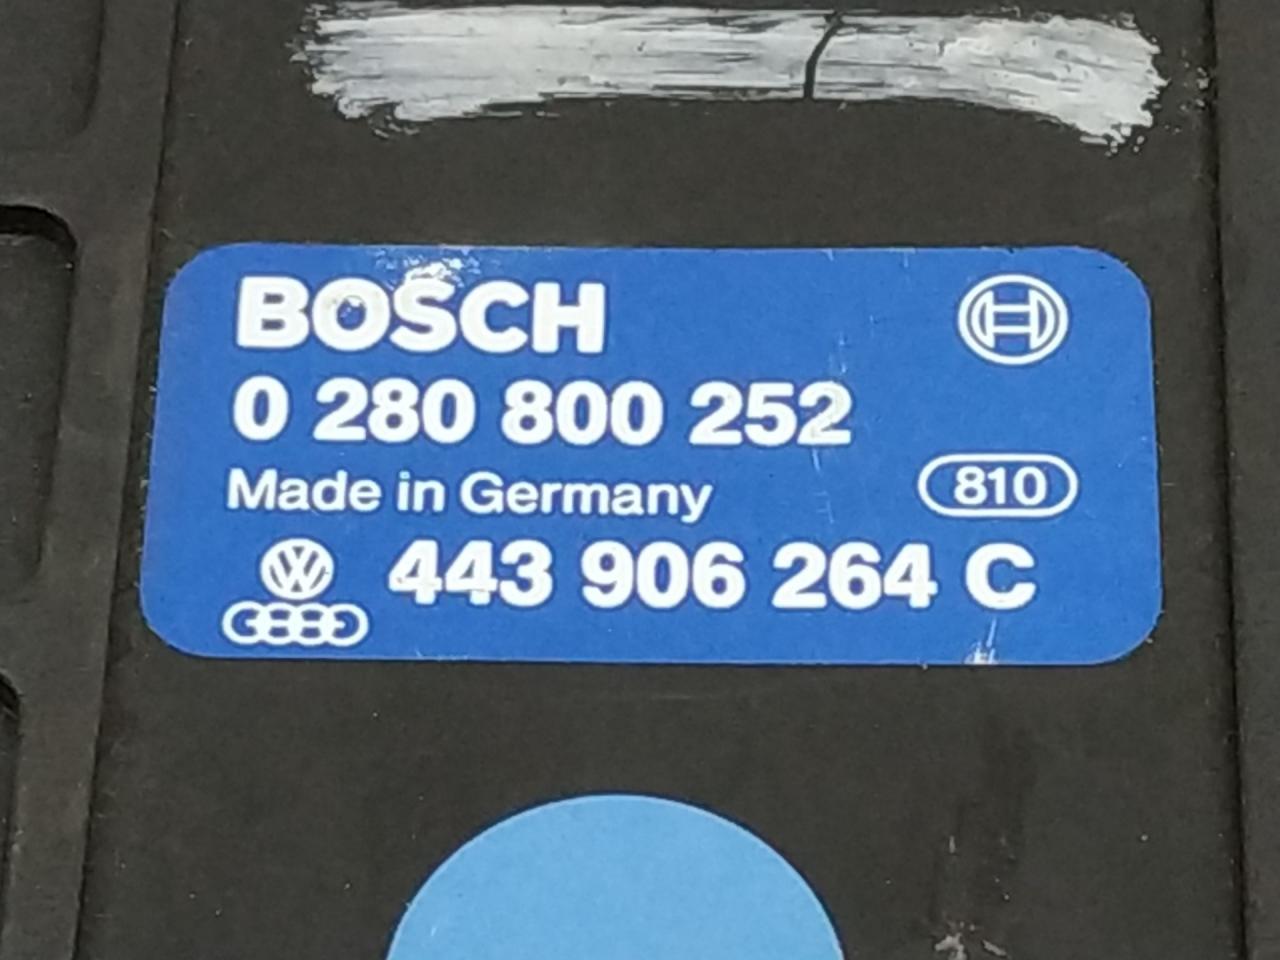 BOSCH
0 280 800 252
Made in Germany 810
443 906 264 C